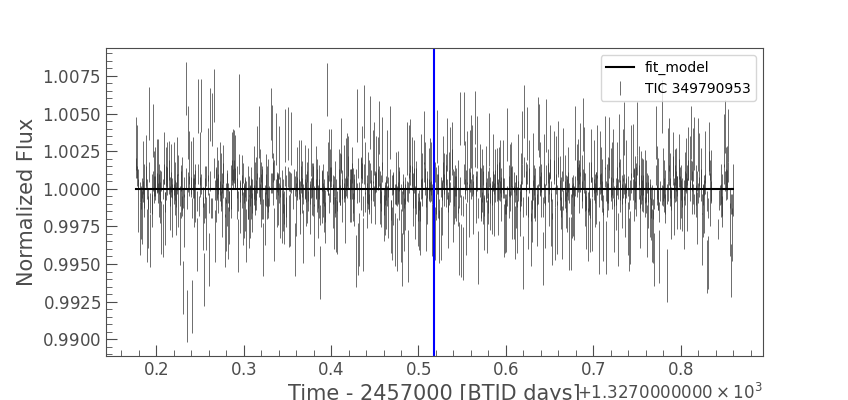 fit_model
TIC 349790953
Normalized Flux
1.0075
1.0050
1.0025
1.0000
0.9975
0.9950
0.9925
0.9900
0.2 0.3 0.4 0.5 0.6 0.7 0.8
Time - 2457000 [BTJD days]
+1.3270000000 × 10³